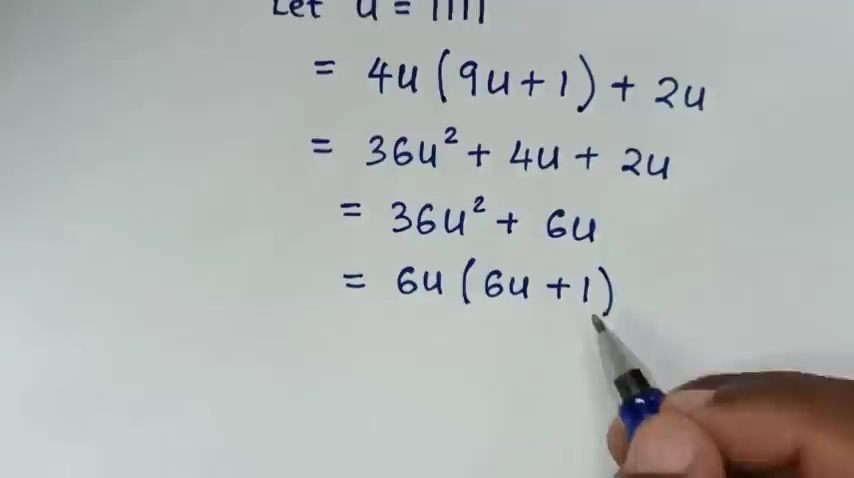 Let u = 1111
= 4u (9u + 1) + 2u
= 36u² + 4u + 2u
= 36u² + 6u
= 6u (6u + 1)